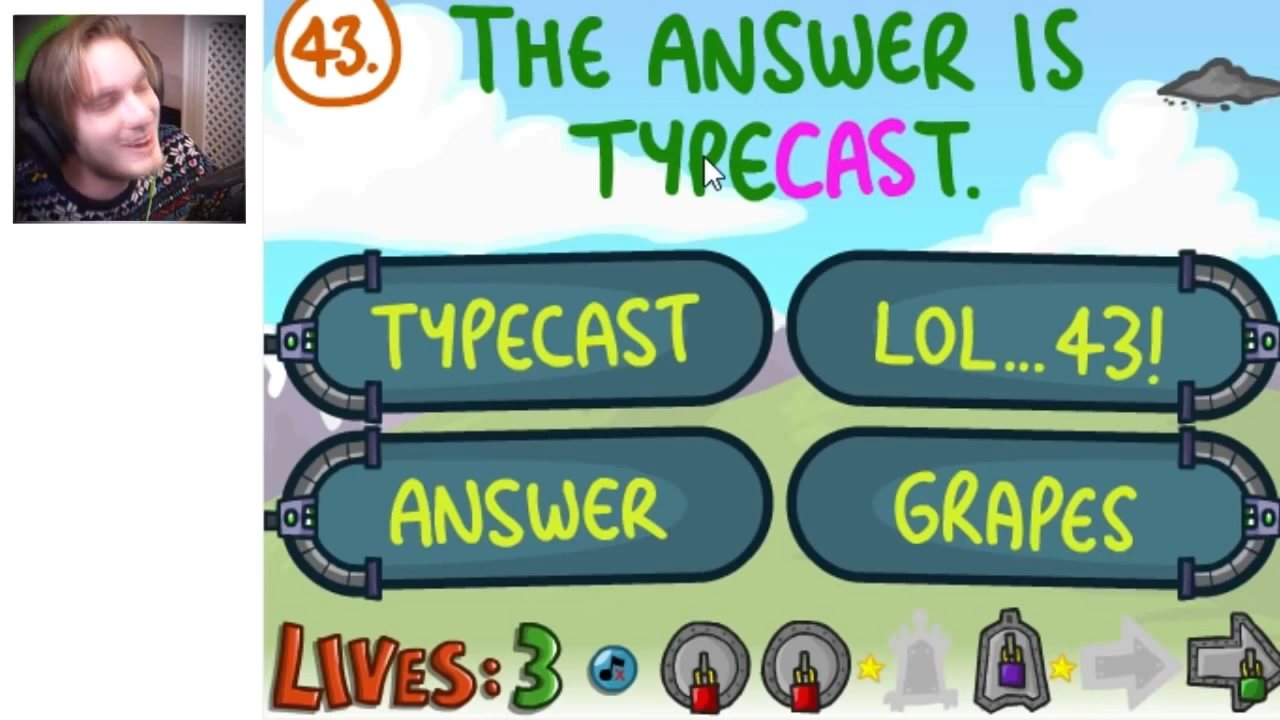 43.
THE ANSWER IS
TYPECAST.
TYPECAST
LOL... 43!
ANSWER
GRAPES
LIVES: 3